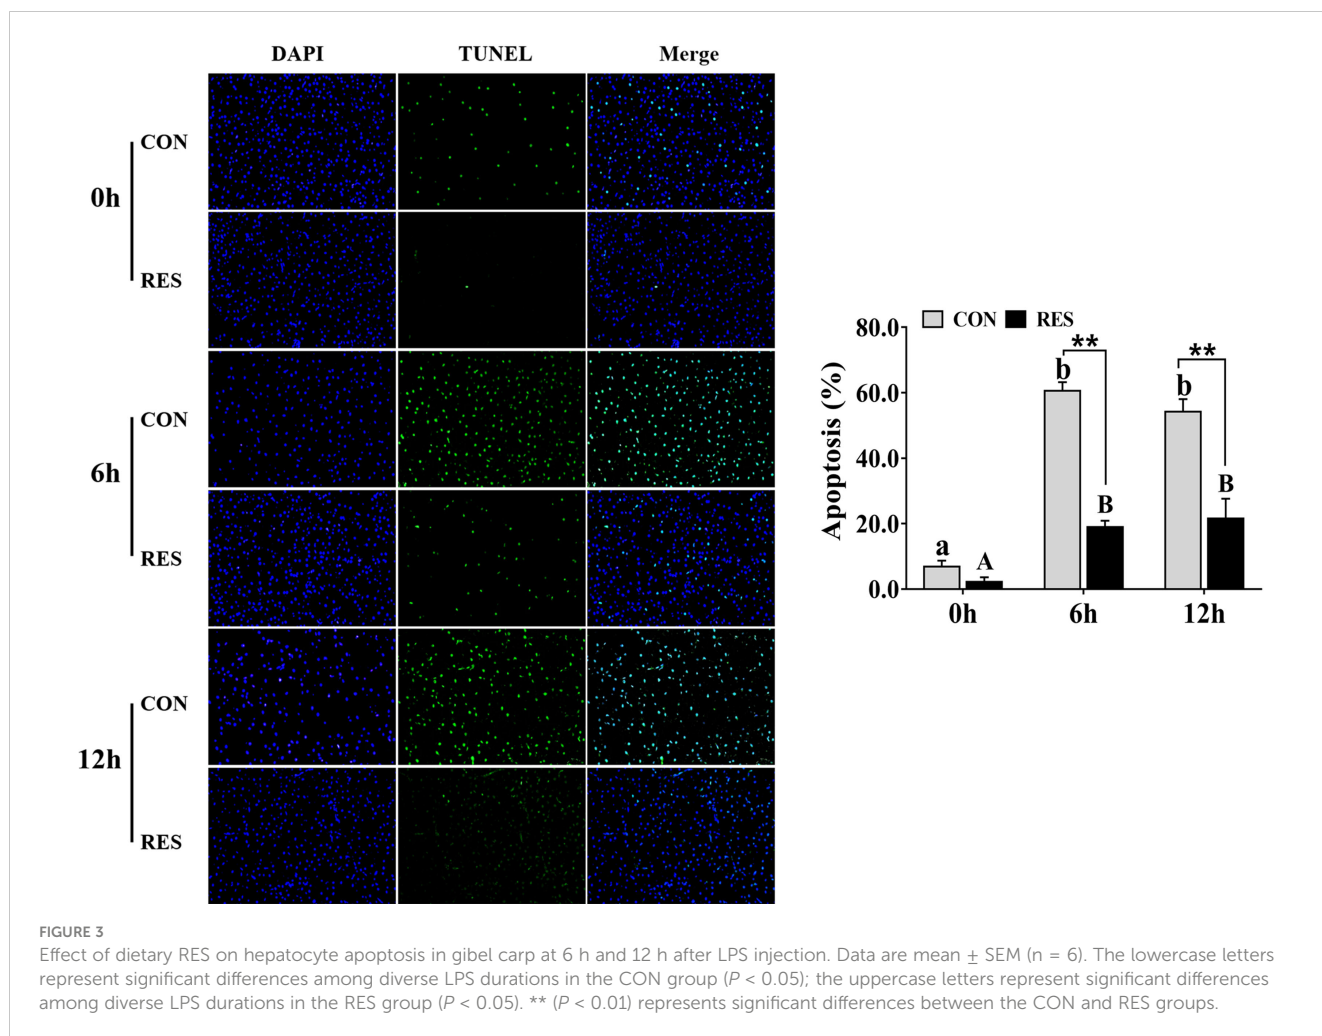 DAPI TUNEL Merge
CON
0h
RES
CON
6h
RES
CON
12h
RES
CON RES
80.0
60.0
40.0
20.0
0.0
Apoptosis (%)
a
A
b
**
B
b
**
B
0h 6h 12h
FIGURE 3
Effect of dietary RES on hepatocyte apoptosis in gibel carp at 6 h and 12 h after LPS injection. Data are mean ± SEM (n = 6). The lowercase letters
represent significant differences among diverse LPS durations in the CON group (P < 0.05); the uppercase letters represent significant differences
among diverse LPS durations in the RES group (P < 0.05). ** (P < 0.01) represents significant differences between the CON and RES groups.